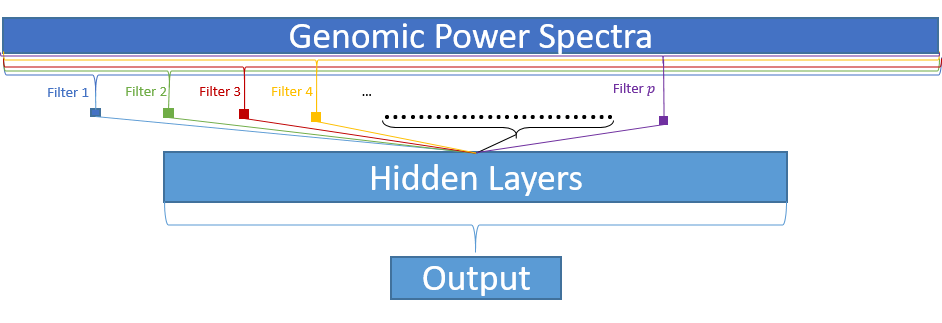 Genomic Power Spectra
Filter 1 Filter 2 Filter 3 Filter 4 ... Filter p
Hidden Layers
Output